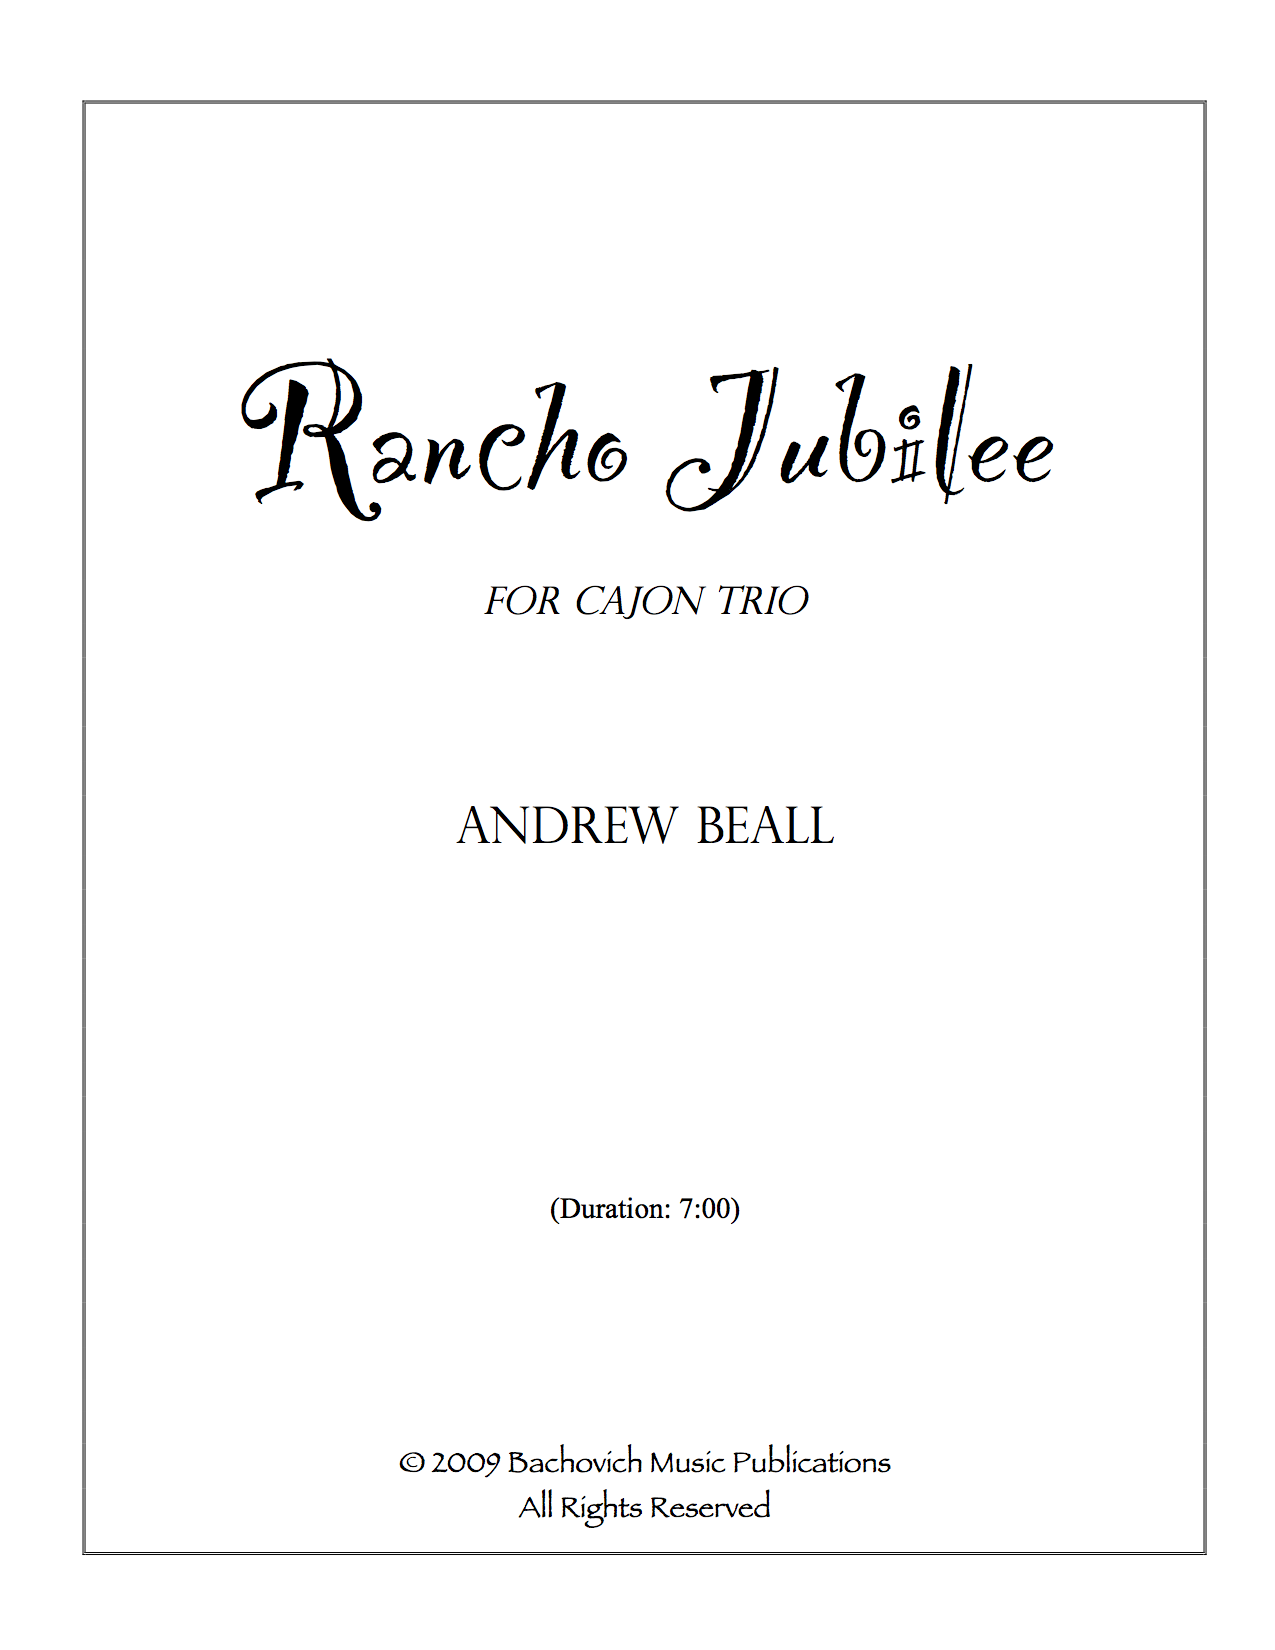 Rancho Jubilee
FOR CAJON TRIO
ANDREW BEALL
(Duration: 7:00)
© 2009 Bachovich Music Publications
All Rights Reserved